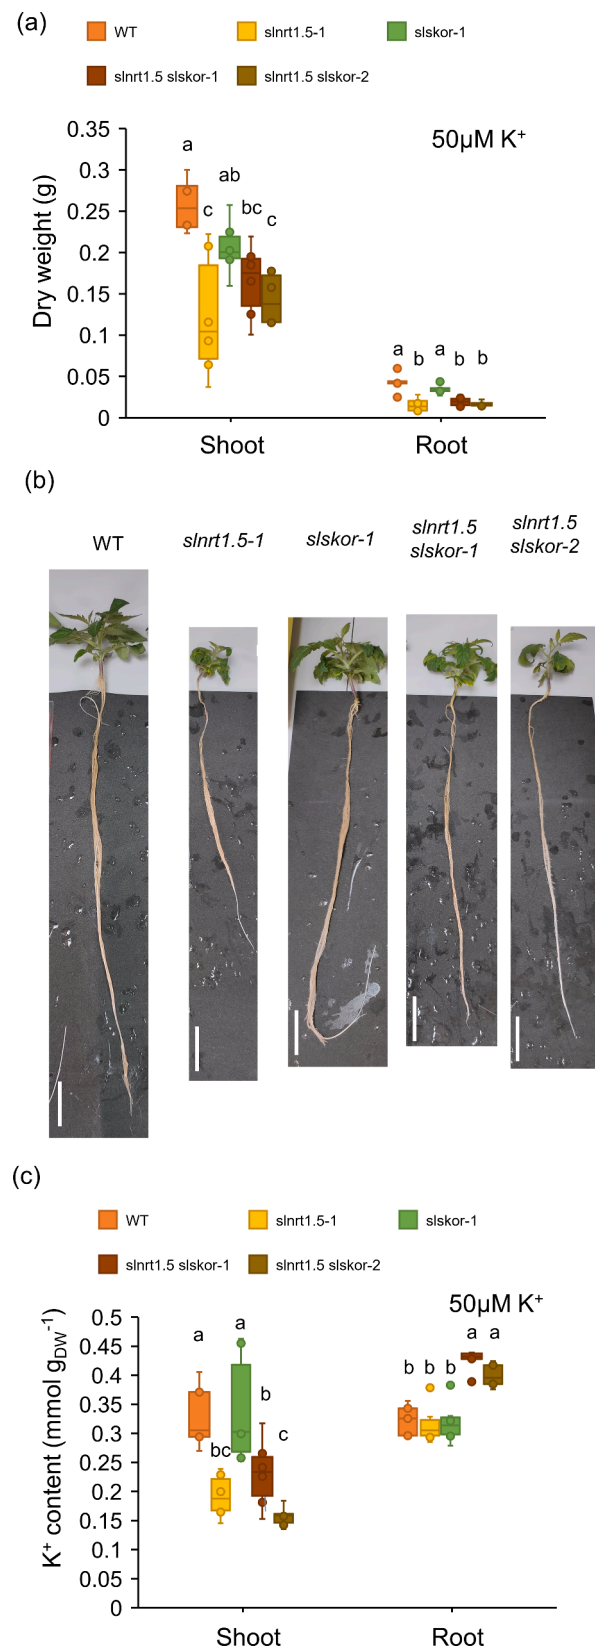 (a)
WT slnrt1.5-1 slskor-1
slnrt1.5 slskor-1 slnrt1.5 slskor-2
50µM K⁺
Dry weight (g)
0.35
0.3
0.25
0.2
0.15
0.1
0.05
0
a c ab bc c
a b a b b
Shoot Root
(b)
WT slnrt1.5-1 slskor-1 slnrt1.5 slnrt1.5
slskor-1 slskor-2
(c)
WT slnrt1.5-1 slskor-1
slnrt1.5 slskor-1 slnrt1.5 slskor-2
50µM K⁺
K⁺ content (mmol g_DW⁻¹)
0.5
0.45
0.4
0.35
0.3
0.25
0.2
0.15
0.1
0.05
0
a bc a b c
b b b a a
Shoot Root